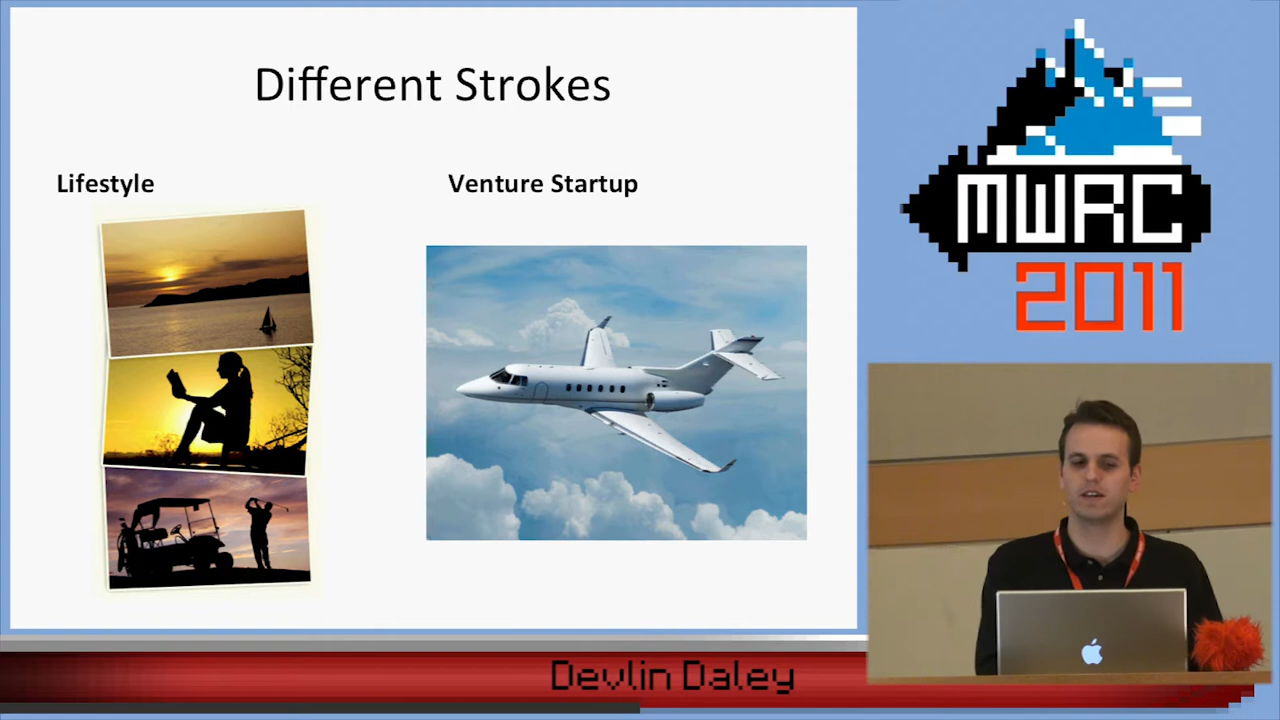 Different Strokes
Lifestyle
Venture Startup
MWRC
2011
Devlin Daley